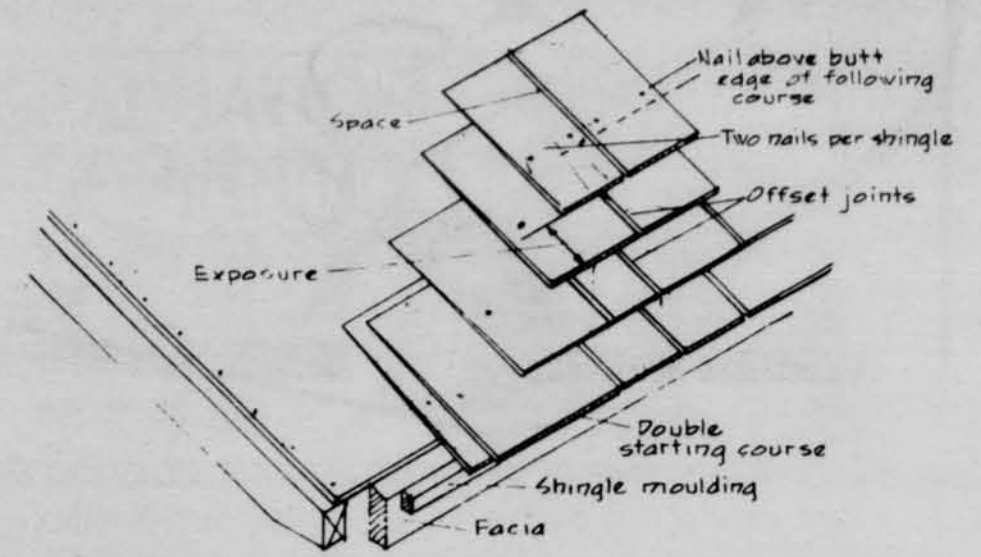 Nail above butt
edge of following
course
Space
Two nails per shingle
Offset joints
Exposure
Double
starting course
Shingle moulding
Facia